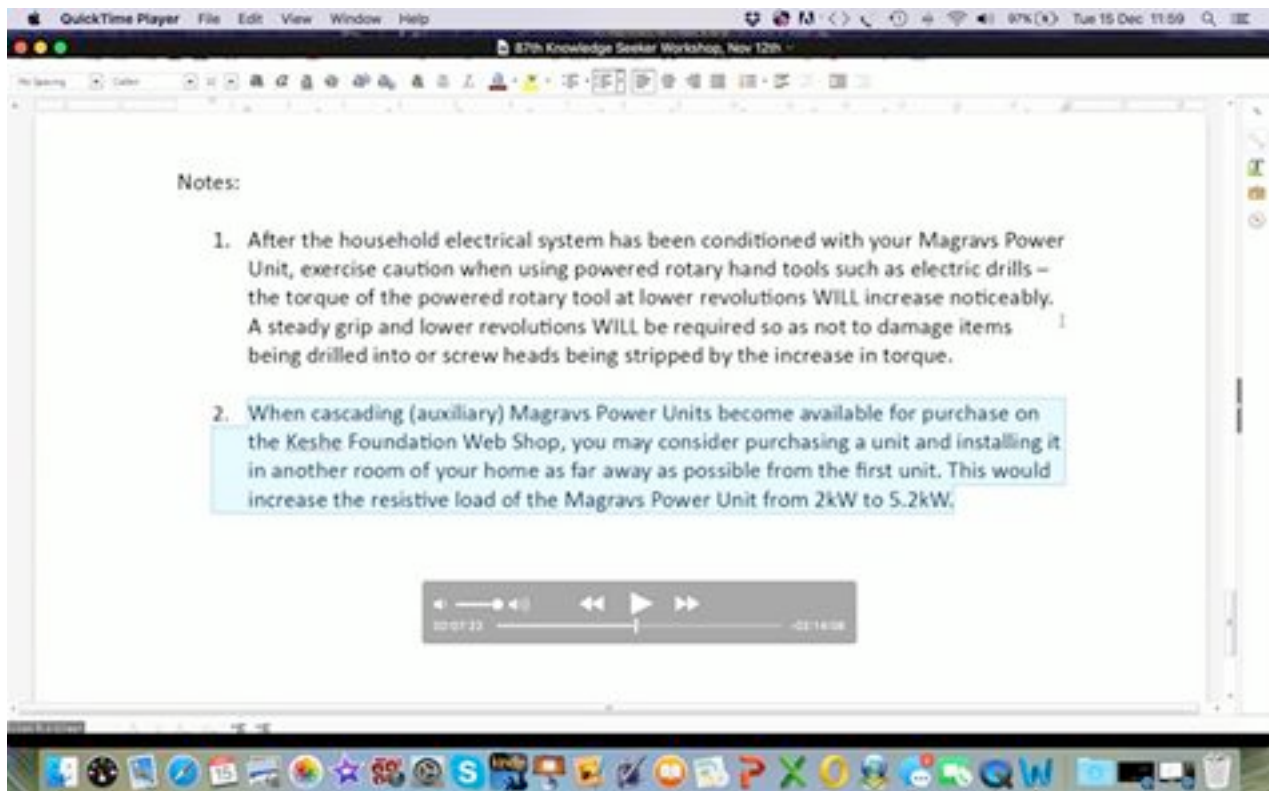 QuickTime Player File Edit View Window Help 97% Tue 15 Dec 11:59
87th Knowledge Seeker Workshop, Nov 12th
Notes:
1. After the household electrical system has been conditioned with your Magravs Power
Unit, exercise caution when using powered rotary hand tools such as electric drills –
the torque of the powered rotary tool at lower revolutions WILL increase noticeably.
A steady grip and lower revolutions WILL be required so as not to damage items
being drilled into or screw heads being stripped by the increase in torque.
2. When cascading (auxiliary) Magravs Power Units become available for purchase on
the Keshe Foundation Web Shop, you may consider purchasing a unit and installing it
in another room of your home as far away as possible from the first unit. This would
increase the resistive load of the Magravs Power Unit from 2kW to 5.2kW.